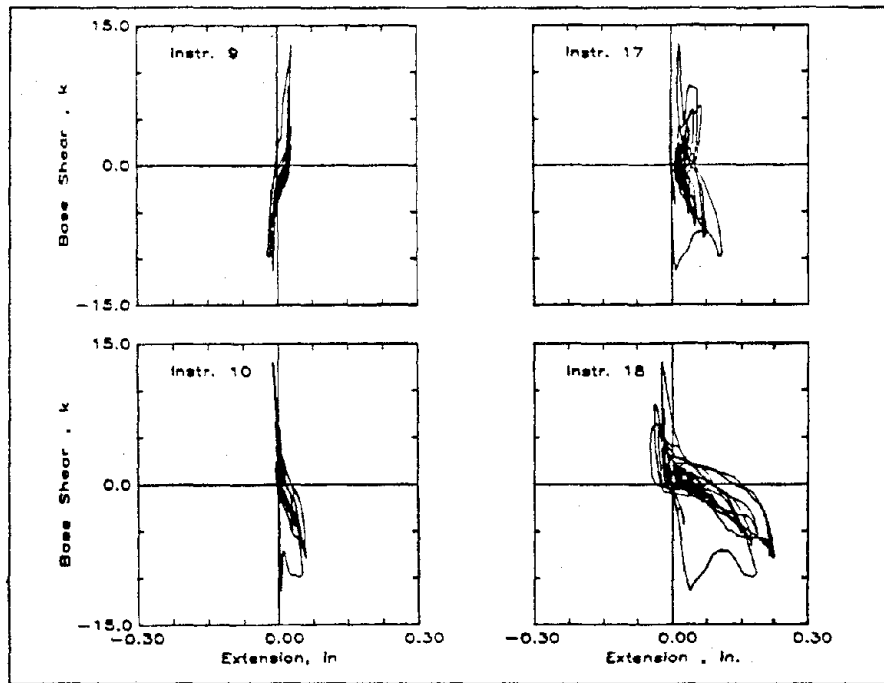 15.0
Instr. 9
Instr. 17
Base Shear , k
0.0
-15.0
15.0
Instr. 10
Instr. 18
Base Shear , k
0.0
-15.0
-0.30
0.00
0.30
-0.30
0.00
0.30
Extension, in
Extension , in.